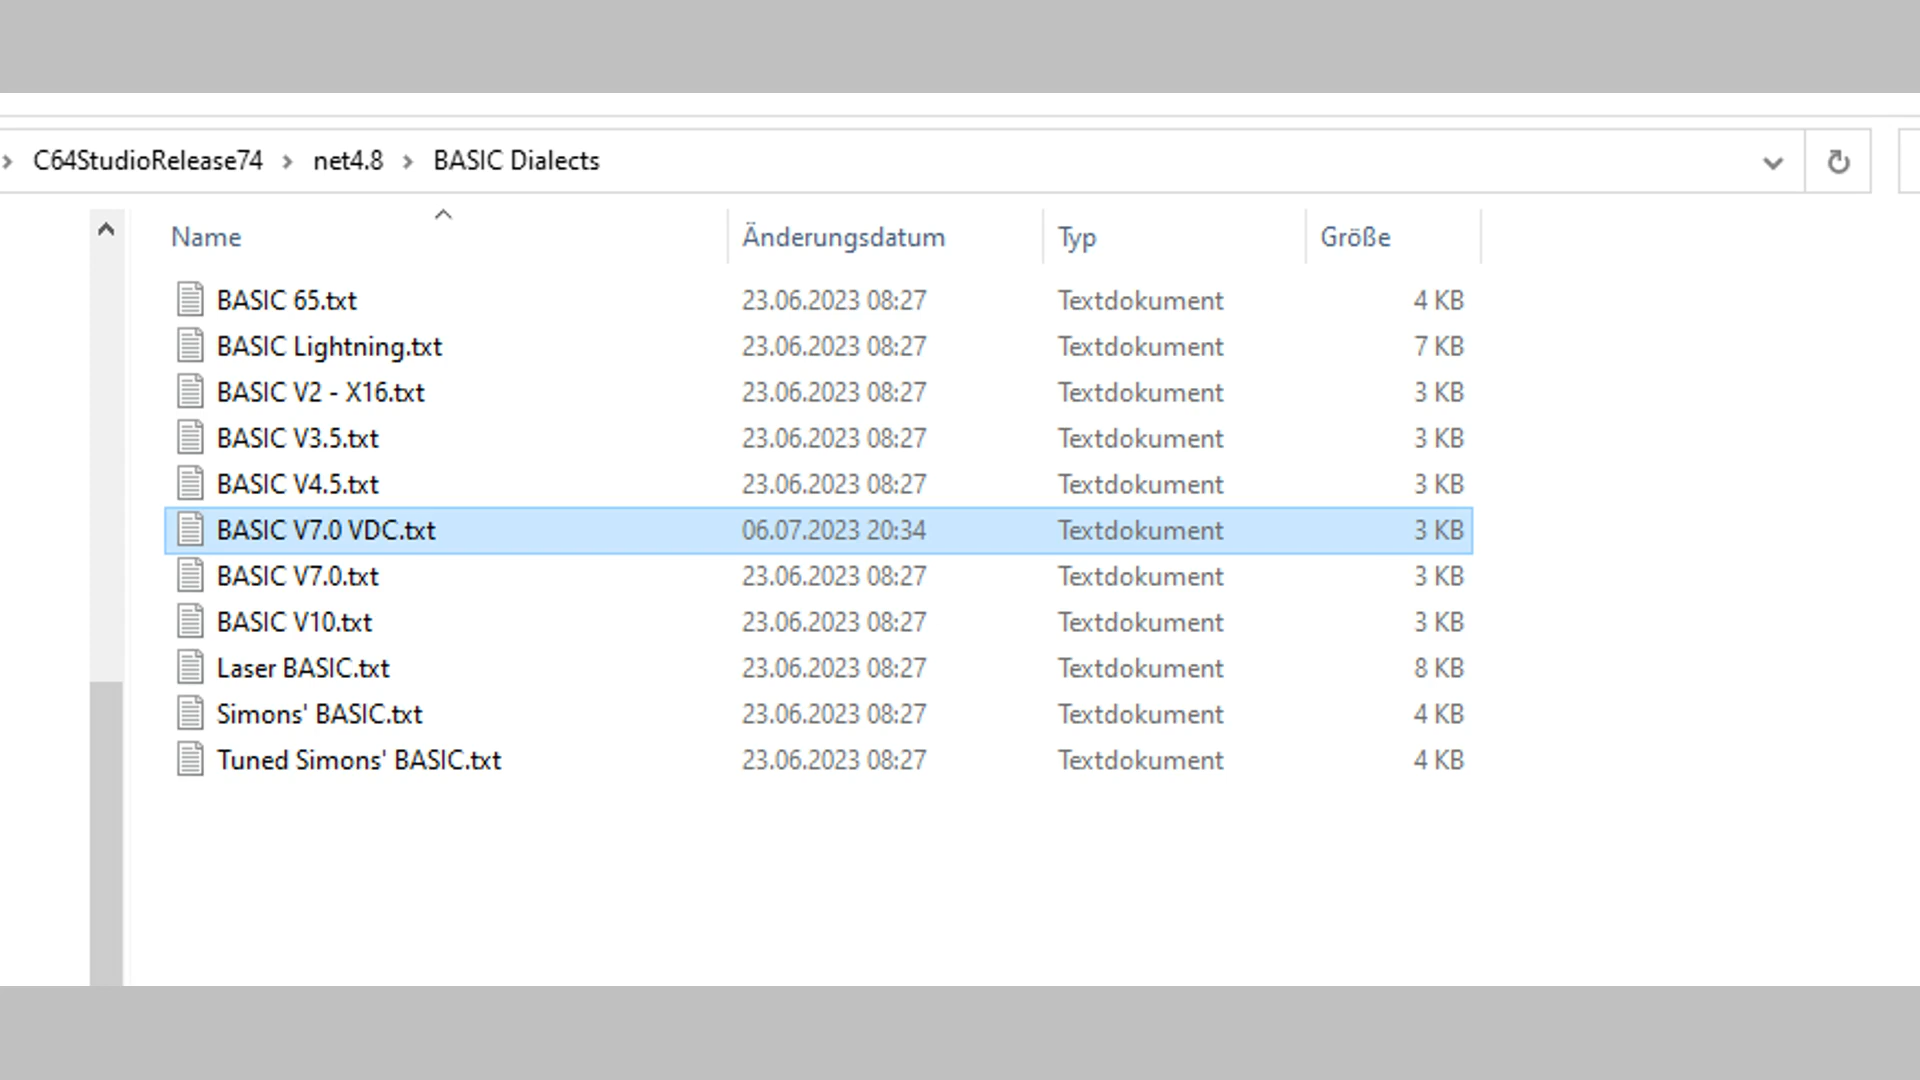 C64StudioRelease74 > net4.8 > BASIC Dialects
Name Änderungsdatum Typ Größe
BASIC 65.txt 23.06.2023 08:27 Textdokument 4 KB
BASIC Lightning.txt 23.06.2023 08:27 Textdokument 7 KB
BASIC V2 - X16.txt 23.06.2023 08:27 Textdokument 3 KB
BASIC V3.5.txt 23.06.2023 08:27 Textdokument 3 KB
BASIC V4.5.txt 23.06.2023 08:27 Textdokument 3 KB
BASIC V7.0 VDC.txt 06.07.2023 20:34 Textdokument 3 KB
BASIC V7.0.txt 23.06.2023 08:27 Textdokument 3 KB
BASIC V10.txt 23.06.2023 08:27 Textdokument 3 KB
Laser BASIC.txt 23.06.2023 08:27 Textdokument 8 KB
Simons' BASIC.txt 23.06.2023 08:27 Textdokument 4 KB
Tuned Simons' BASIC.txt 23.06.2023 08:27 Textdokument 4 KB